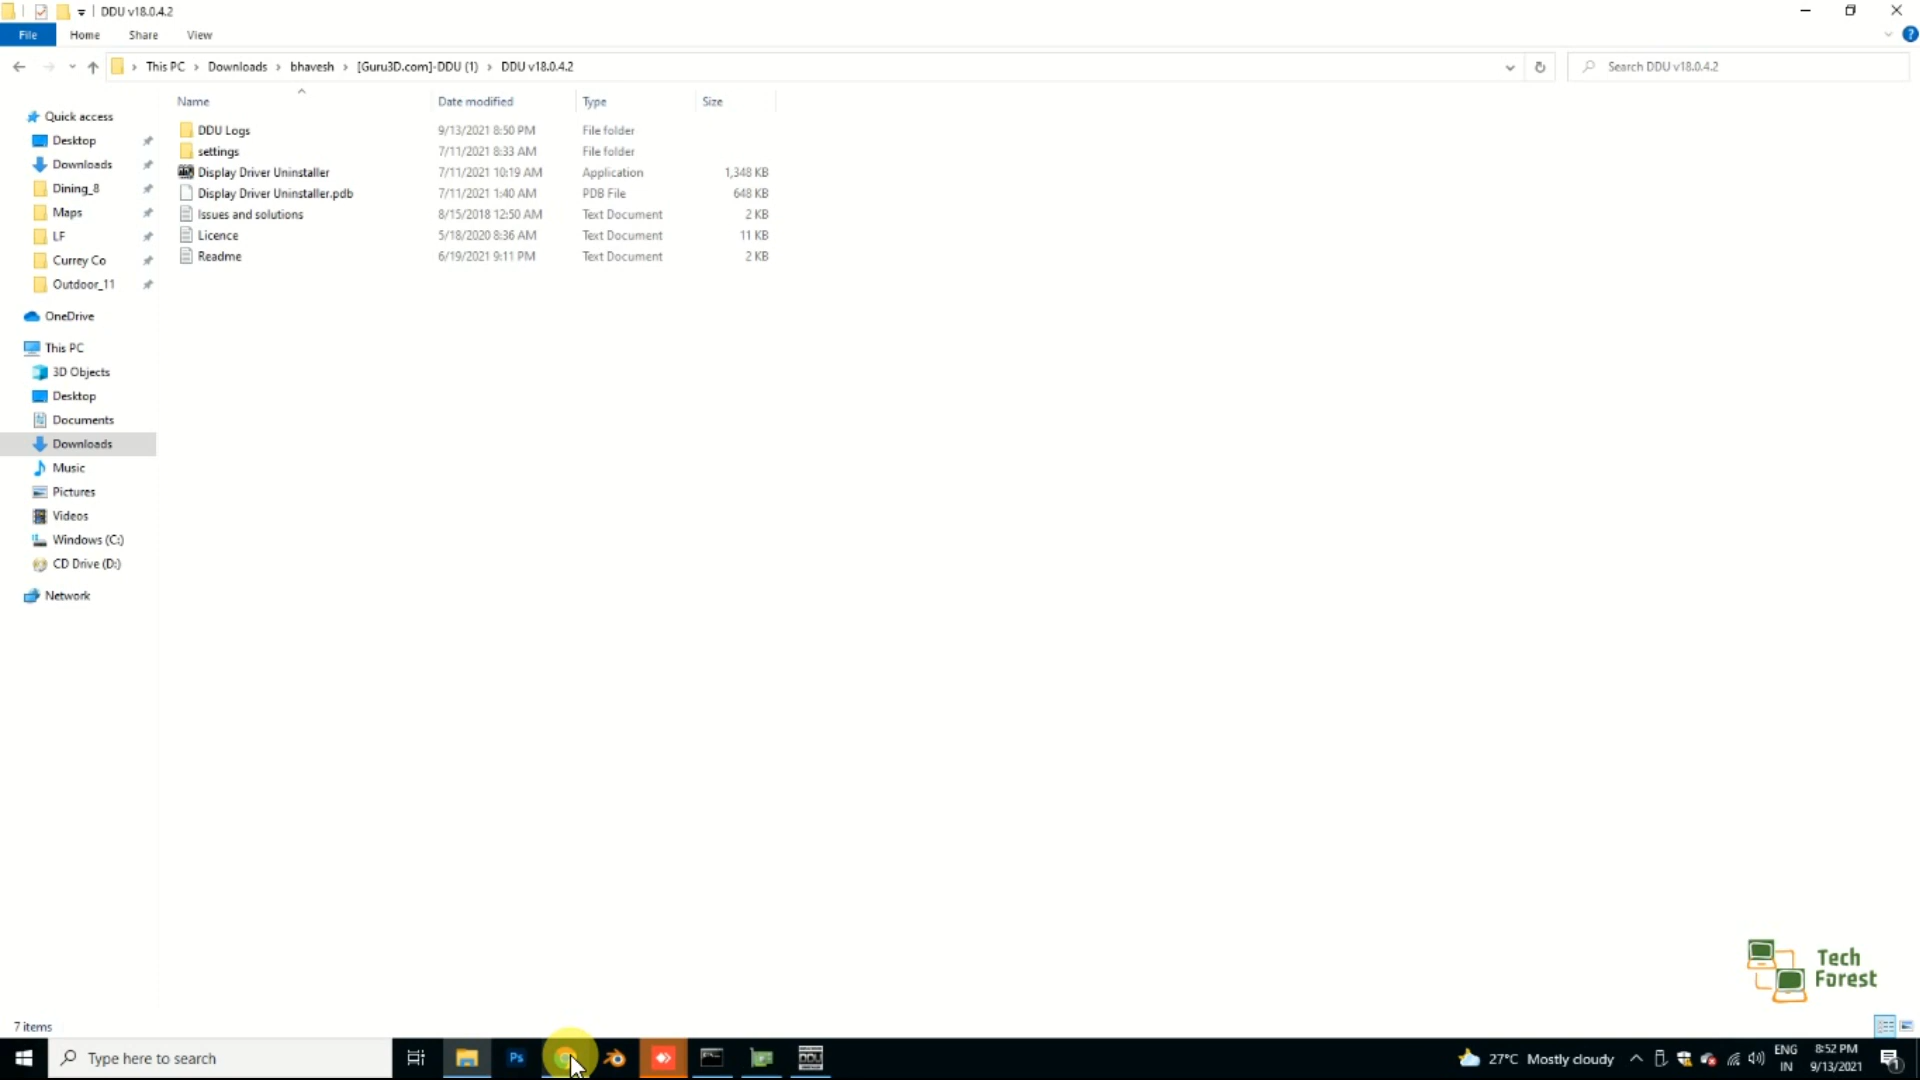 DDU v18.0.4.2
File Home Share View
This PC Downloads bhavesh [Guru3D.com]-DDU (1) DDU v18.0.4.2
Search DDU v18.0.4.2
Name Date modified Type Size
DDU Logs 9/13/2021 8:50 PM File folder
settings 7/11/2021 8:33 AM File folder
Display Driver Uninstaller 7/11/2021 10:19 AM Application 1,348 KB
Display Driver Uninstaller.pdb 7/11/2021 1:40 AM PDB File 648 KB
Issues and solutions 8/15/2018 12:50 AM Text Document 2 KB
Licence 5/18/2020 8:36 AM Text Document 11 KB
Readme 6/19/2021 9:11 PM Text Document 2 KB
Quick access
Desktop
Downloads
Dining_8
Maps
LF
Currey Co
Outdoor_11
OneDrive
This PC
3D Objects
Desktop
Documents
Downloads
Music
Pictures
Videos
Windows (C:)
CD Drive (D:)
Network
Tech
Forest
7 items
Type here to search
Ps
DDU
27°C Mostly cloudy
ENG
IN
8:52 PM
9/13/2021
1